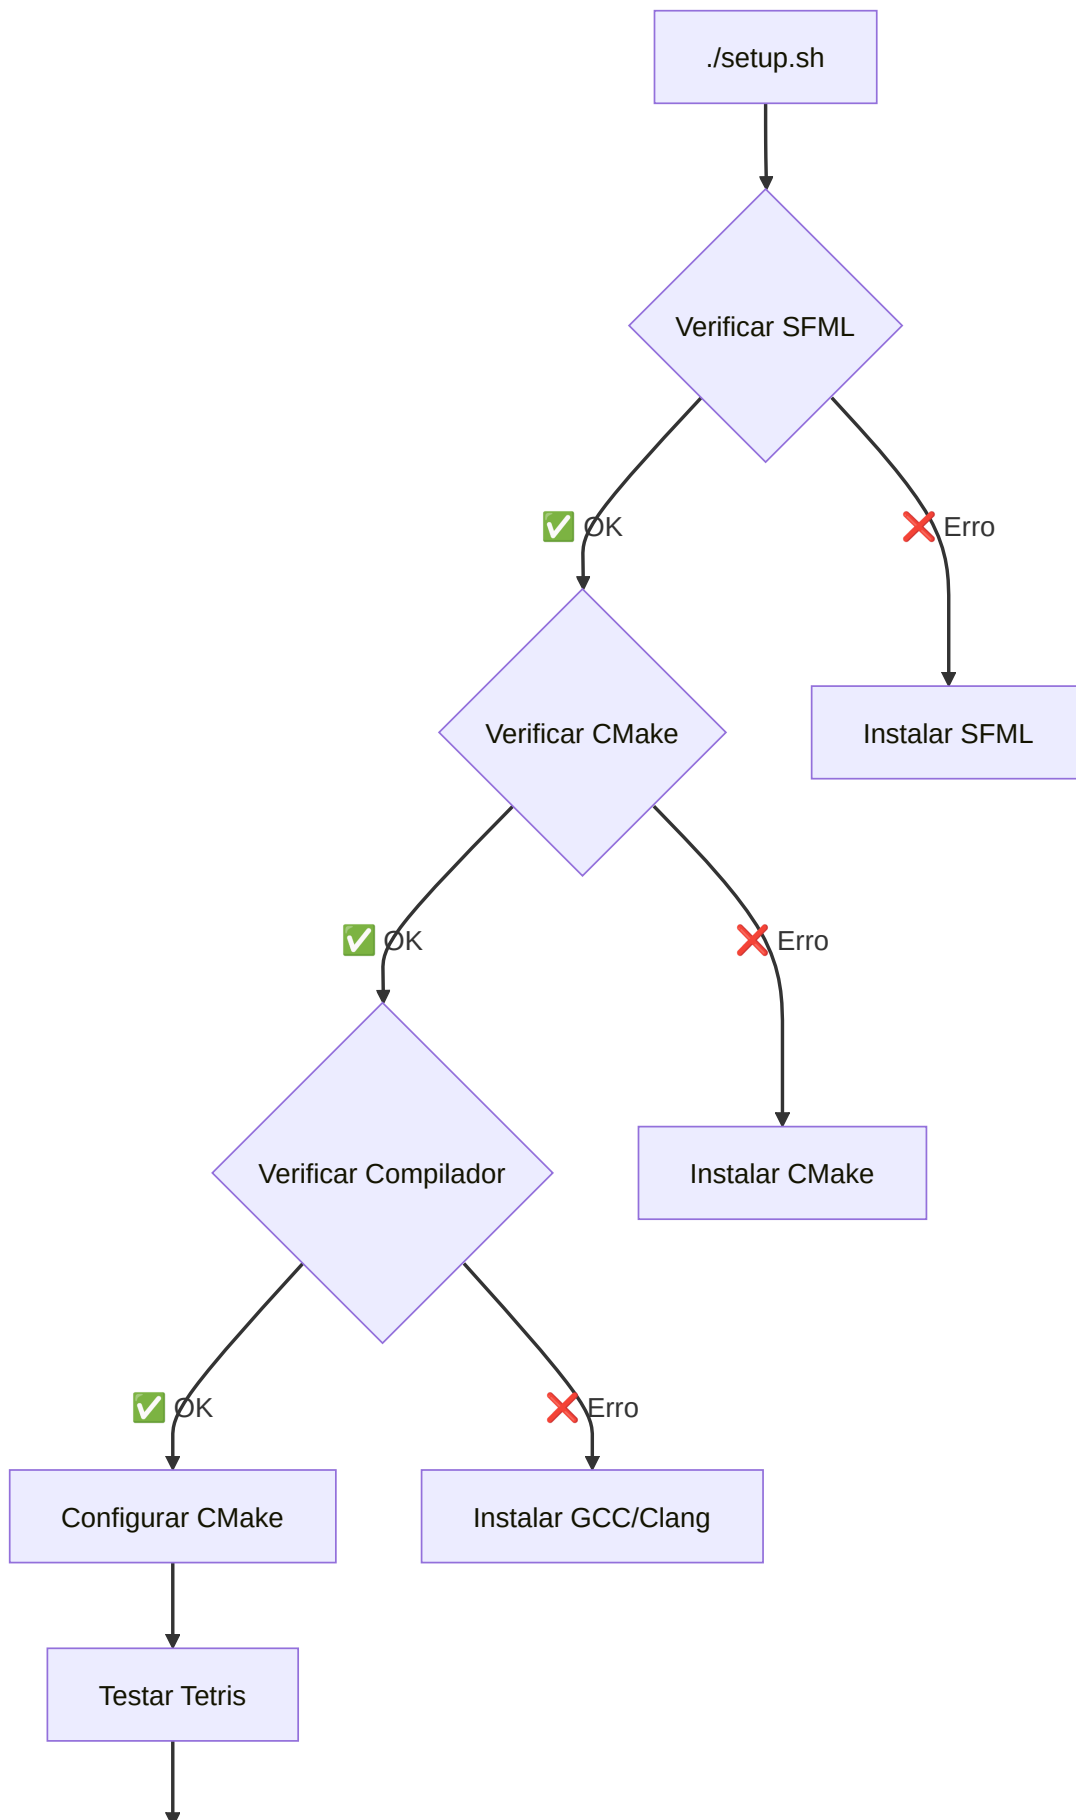 ./setup.sh
Verificar SFML
✅ OK
❌ Erro
Verificar CMake
Instalar SFML
✅ OK
❌ Erro
Verificar Compilador
Instalar CMake
✅ OK
❌ Erro
Configurar CMake
Instalar GCC/Clang
Testar Tetris